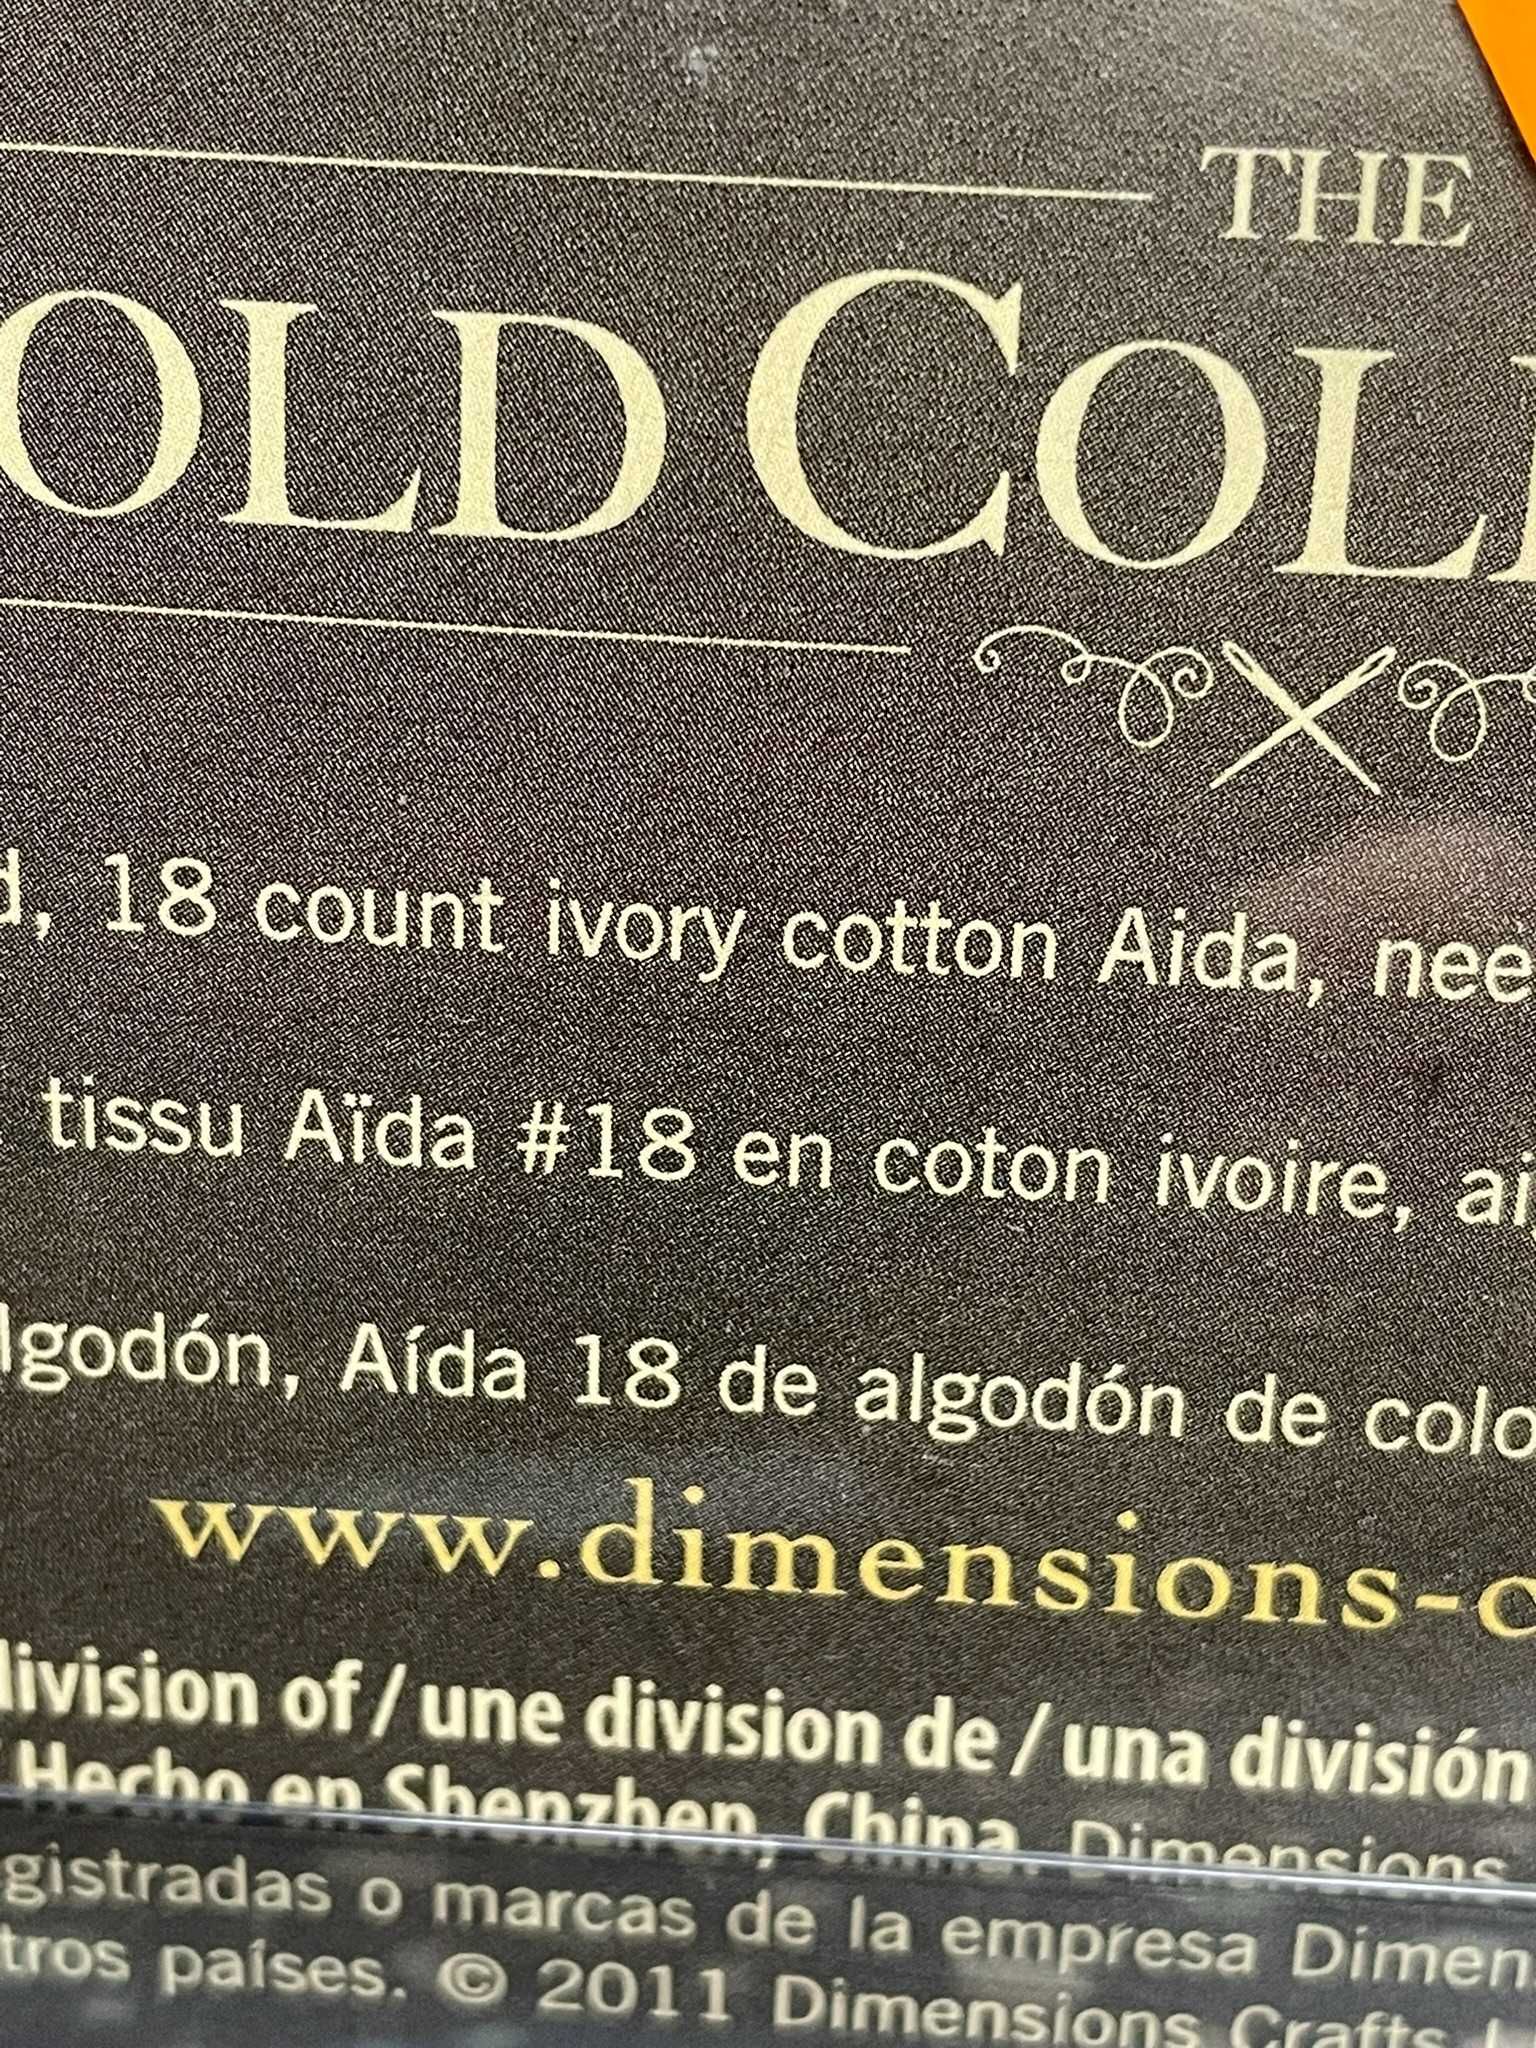 THE
OLD COLL
d, 18 count ivory cotton Aida, nee
tissu Aïda #18 en coton ivoire, aig
lgodón, Aída 18 de algodón de colo
www.dimensions-c
division of / une division de / una división
Hecho en Shenzhen, China. Dimensions
gistradas o marcas de la empresa Dimen
tros países. © 2011 Dimensions Crafts L